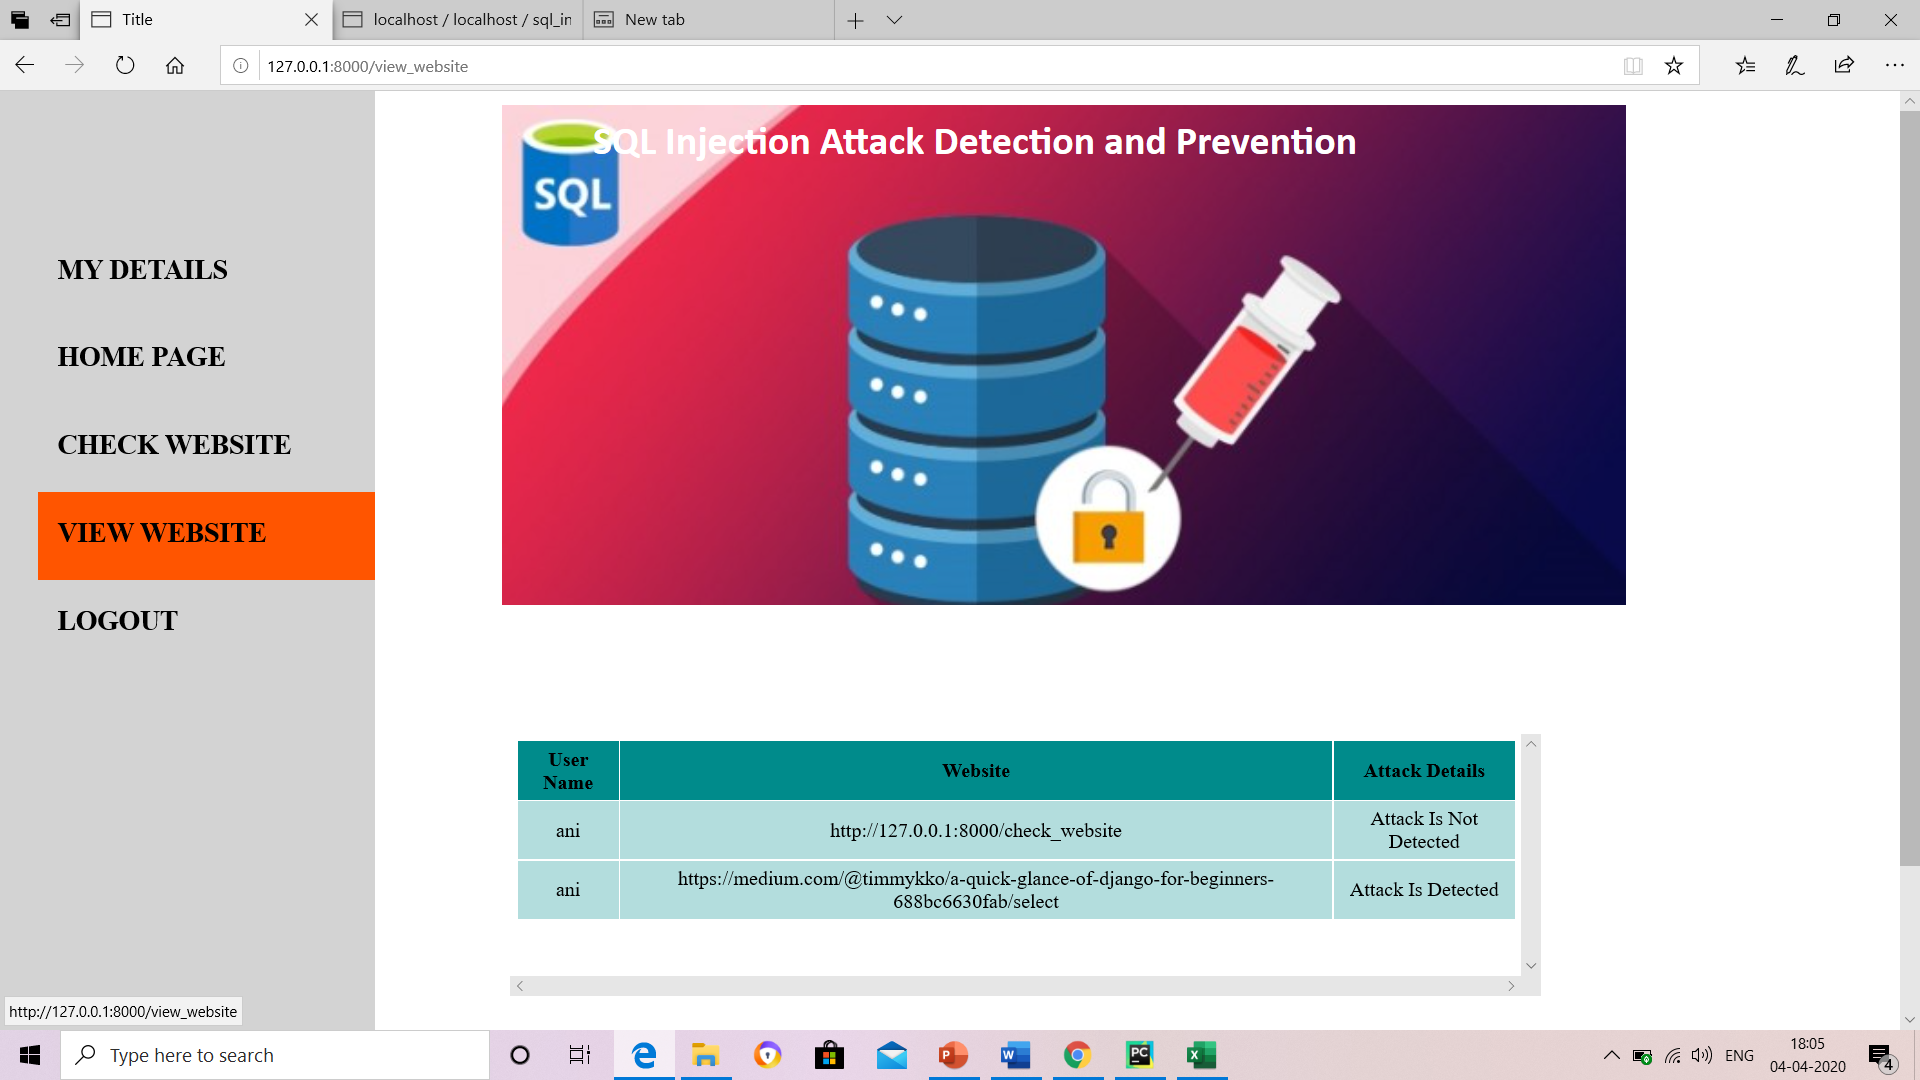 Title
localhost / localhost / sql_in
New tab
127.0.0.1:8000/view_website
SQL Injection Attack Detection and Prevention
SQL
MY DETAILS
HOME PAGE
CHECK WEBSITE
VIEW WEBSITE
LOGOUT
User
Name
Website
Attack Details
ani
http://127.0.0.1:8000/check_website
Attack Is Not
Detected
ani
https://medium.com/@timmykko/a-quick-glance-of-django-for-beginners-
688bc6630fab/select
Attack Is Detected
http://127.0.0.1:8000/view_website
Type here to search
ENG
18:05
04-04-2020
4